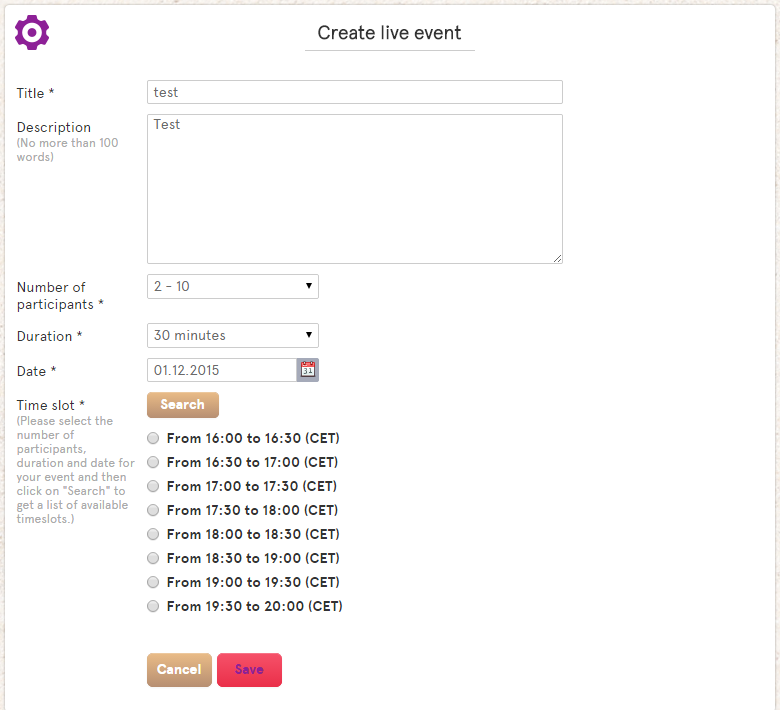 Create live event
Title *
test
Description
(No more than 100
words)
Test
Number of
participants *
2 - 10
Duration *
30 minutes
Date *
01.12.2015
31
Time slot *
(Please select the
number of
participants,
duration and date for
your event and then
click on "Search" to
get a list of available
timeslots.)
Search
From 16:00 to 16:30 (CET)
From 16:30 to 17:00 (CET)
From 17:00 to 17:30 (CET)
From 17:30 to 18:00 (CET)
From 18:00 to 18:30 (CET)
From 18:30 to 19:00 (CET)
From 19:00 to 19:30 (CET)
From 19:30 to 20:00 (CET)
Cancel Save